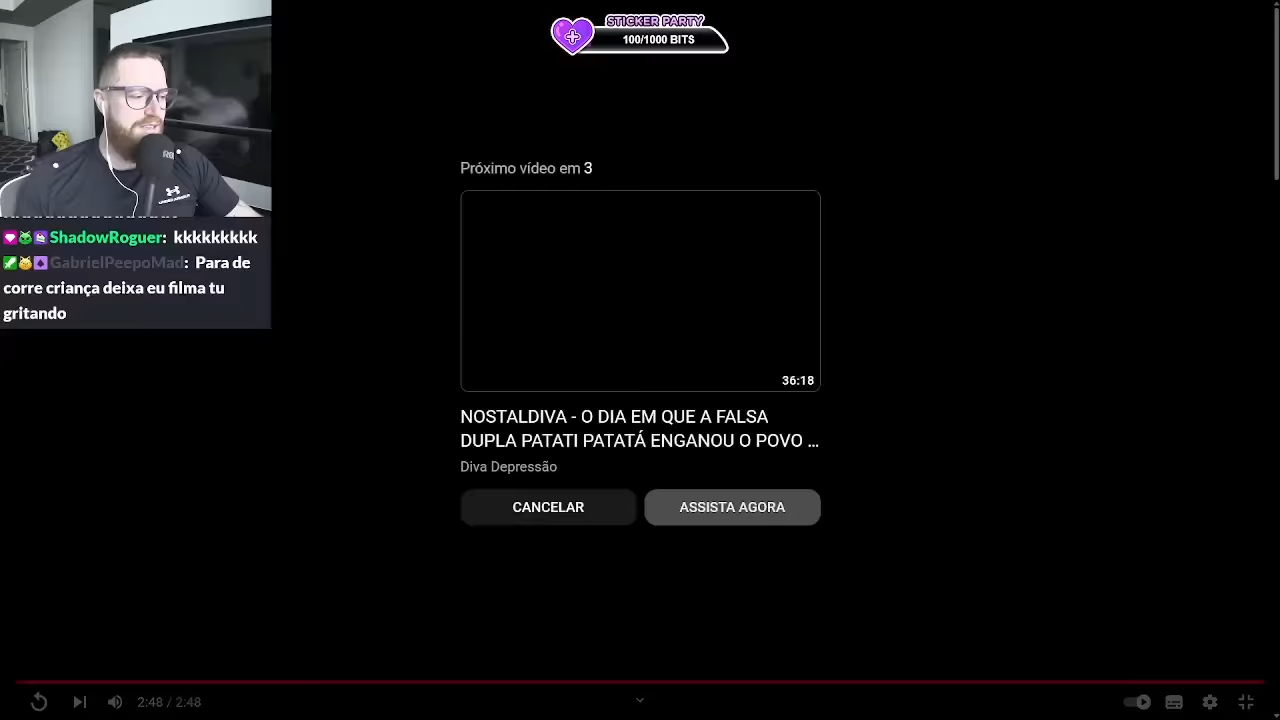 STICKER PARTY
100/1000 BITS
ShadowRoguer: kkkkkkkkk
GabrielPeepoMad: Para de
corre criança deixa eu filma tu
gritando
Próximo vídeo em 3
36:18
NOSTALDIVA - O DIA EM QUE A FALSA
DUPLA PATATI PATATÁ ENGANOU O POVO ...
Diva Depressão
CANCELAR
ASSISTA AGORA
2:48 / 2:48
UNDER ARMOUR